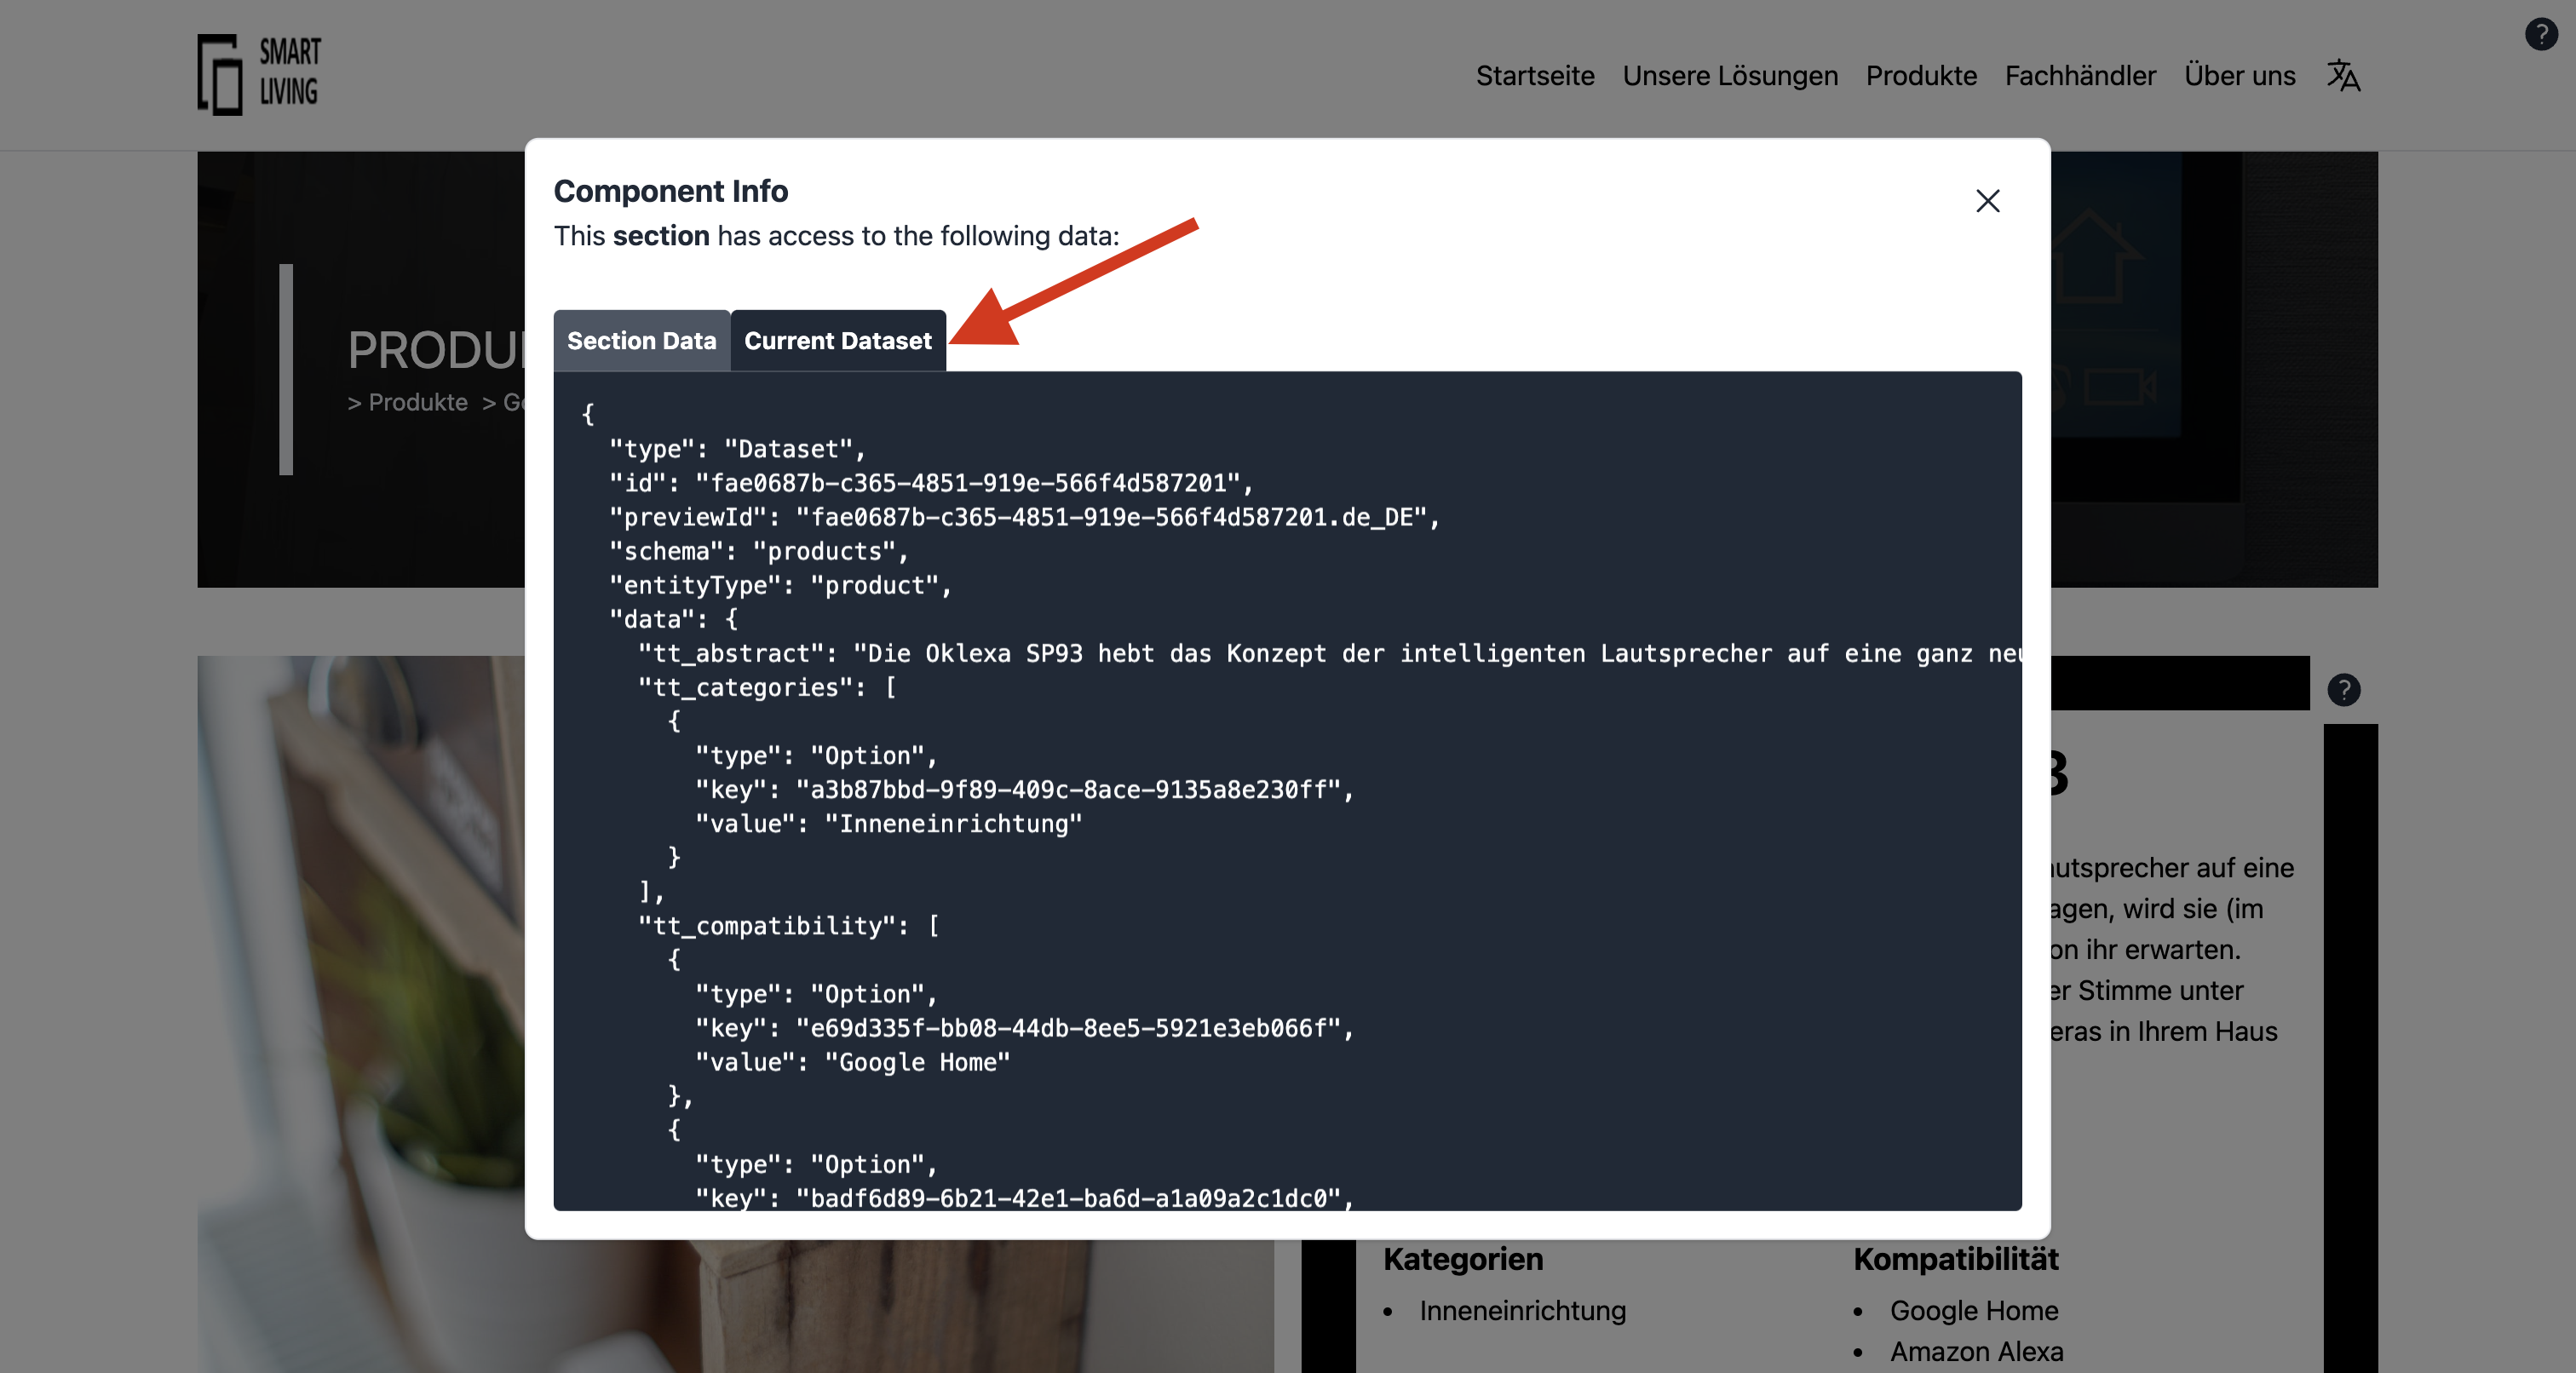 SMART
LIVING
Startseite Unsere Lösungen Produkte Fachhändler Über uns
?
Component Info
This section has access to the following data:
PRODU
> Produkte > G
Section Data Current Dataset
{
"type": "Dataset",
"id": "fae0687b-c365-4851-919e-566f4d587201",
"previewId": "fae0687b-c365-4851-919e-566f4d587201.de_DE",
"schema": "products",
"entityType": "product",
"data": {
"tt_abstract": "Die Oklexa SP93 hebt das Konzept der intelligenten Lautsprecher auf eine ganz neu
"tt_categories": [
{
"type": "Option",
"key": "a3b87bbd-9f89-409c-8ace-9135a8e230ff",
"value": "Inneneinrichtung"
}
],
"tt_compatibility": [
{
"type": "Option",
"key": "e69d335f-bb08-44db-8ee5-5921e3eb066f",
"value": "Google Home"
},
{
"type": "Option",
"key": "badf6d89-6b21-42e1-ba6d-a1a09a2c1dc0",
?
3
utsprecher auf eine
agen, wird sie (im
on ihr erwarten.
er Stimme unter
eras in Ihrem Haus
Kategorien
• Inneneinrichtung
Kompatibilität
• Google Home
• Amazon Alexa